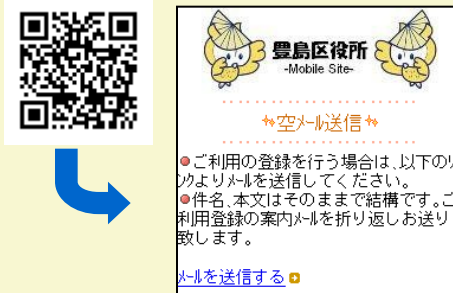 豊島区役所
-Mobile Site-
空メール送信
●ご利用の登録を行う場合は、以下のリ
ンクよりメールを送信してください。
●件名、本文はそのままで結構です。ご
利用登録の案内メールを折り返しお送り
致します。
メールを送信する